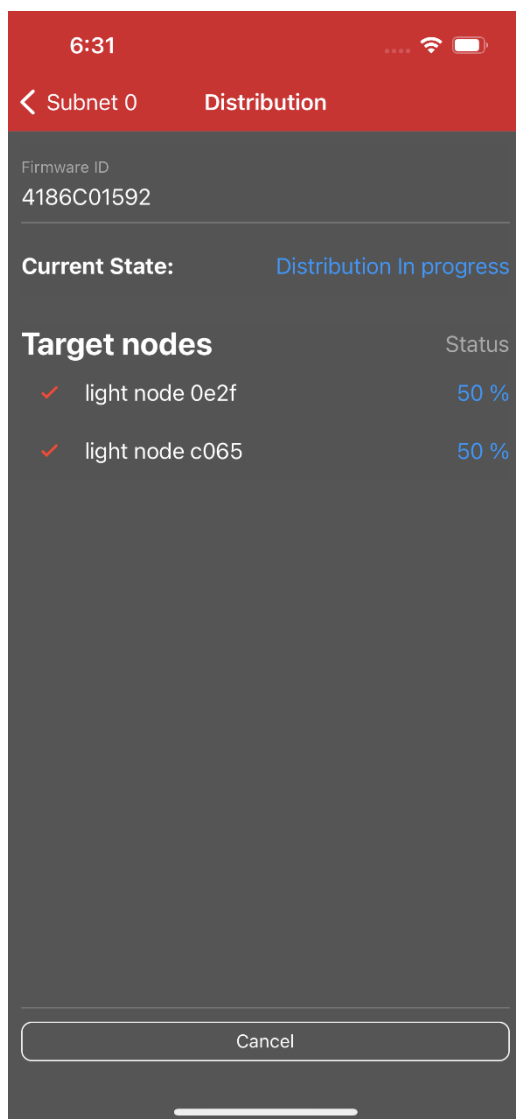 6:31
Subnet 0 Distribution
Firmware ID
4186C01592
Current State: Distribution In progress
Target nodes Status
light node 0e2f 50 %
light node c065 50 %
Cancel